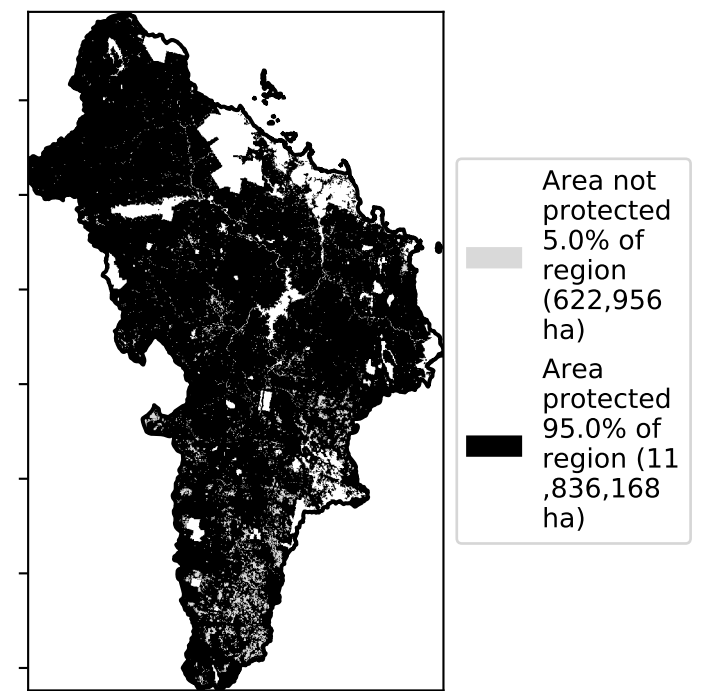 Area not
protected
5.0% of
region
(622,956
ha)
Area
protected
95.0% of
region (11
,836,168
ha)